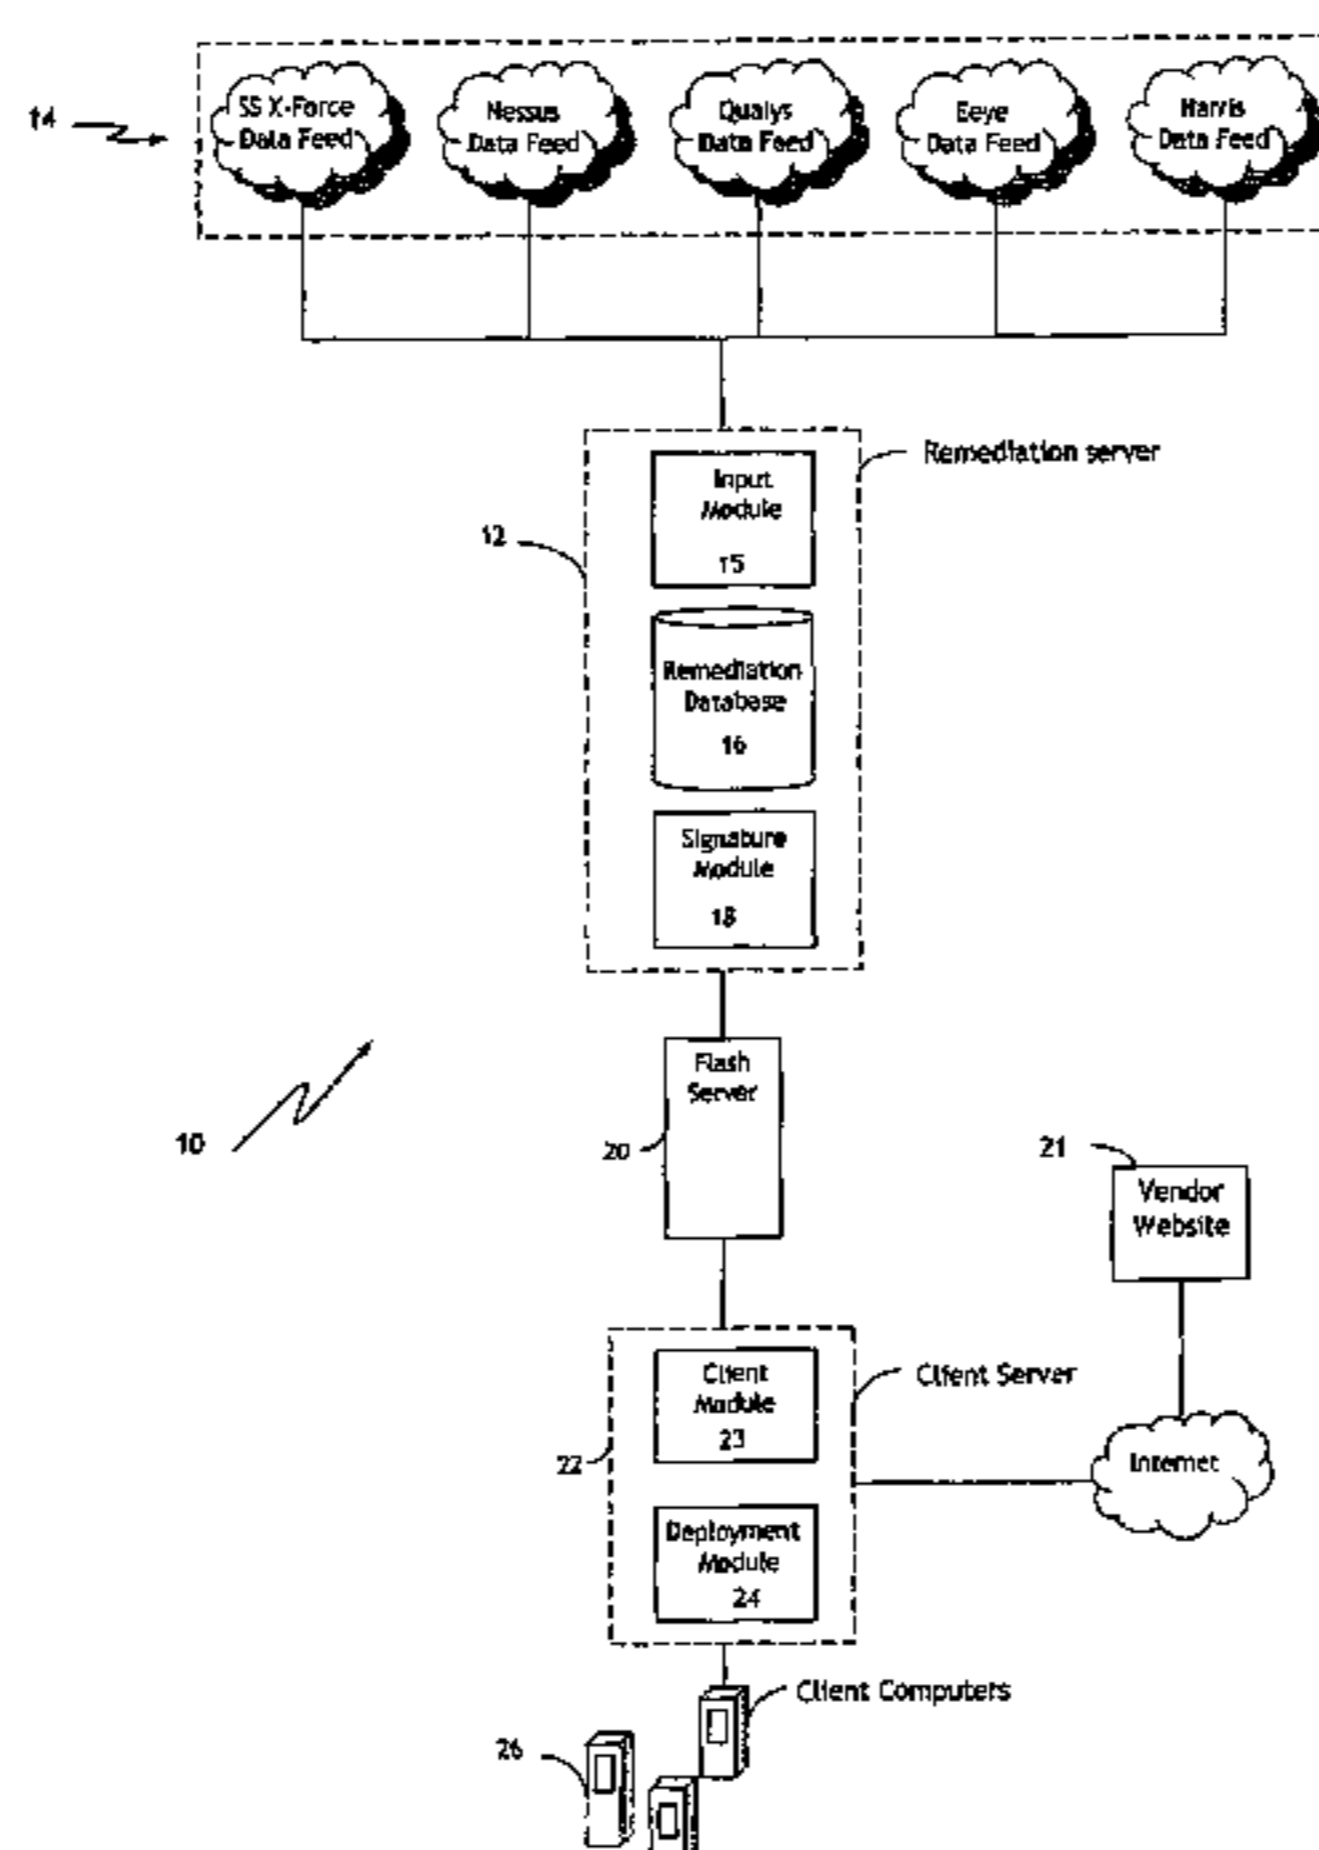 14
SS X-Force
Data Feed
Nessus
Data Feed
Qualys
Data Feed
Eeye
Data Feed
Harris
Data Feed
Remediation server
12
Input
Module
15
Remediation
Database
16
Signature
Module
18
10
Flash
Server
20
21
Vendor
Website
Client Server
22
Client
Module
23
Internet
Deployment
Module
24
Client Computers
26